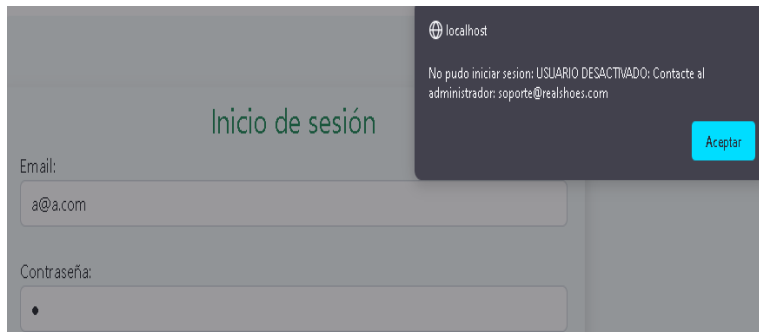 localhost
No pudo iniciar sesion: USUARIO DESACTIVADO: Contacte al
administrador: soporte@realshoes.com
Aceptar
Inicio de sesión
Email:
a@a.com
Contraseña:
●